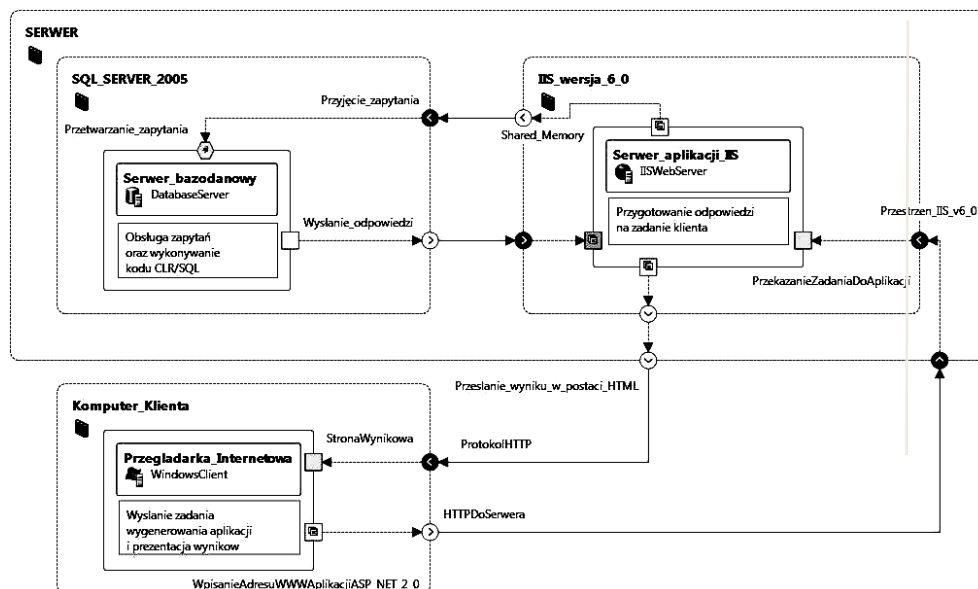 SERWER
SQL_SERVER_2005
IIS_wersja_6_0
Przyjęcie_zapytania
Shared_Memory
Przetwarzanie_zapytania
Serwer_bazodanowy
DatabaseServer
Serwer_aplikacji_IIS
IISWebServer
Wysłanie_odpowiedzi
Przygotowanie odpowiedzi
na zadanie klienta
Przestrzen_IIS_v6_0
Obsługa zapytań
oraz wykonywanie
kodu CLR/SQL
PrzekazanieZadaniaDoAplikacji
Przeslanie_wyniku_w_postaci_HTML
Komputer_Klienta
StronaWynikowa
ProtokolHTTP
Przegladarka_Internetowa
WindowsClient
Wyslanie zadania
wygenerowania aplikacji
i prezentacja wynikow
HTTPDoSerwera
WpisanieAdresuWWWAplikacjiASP_NET_2_0